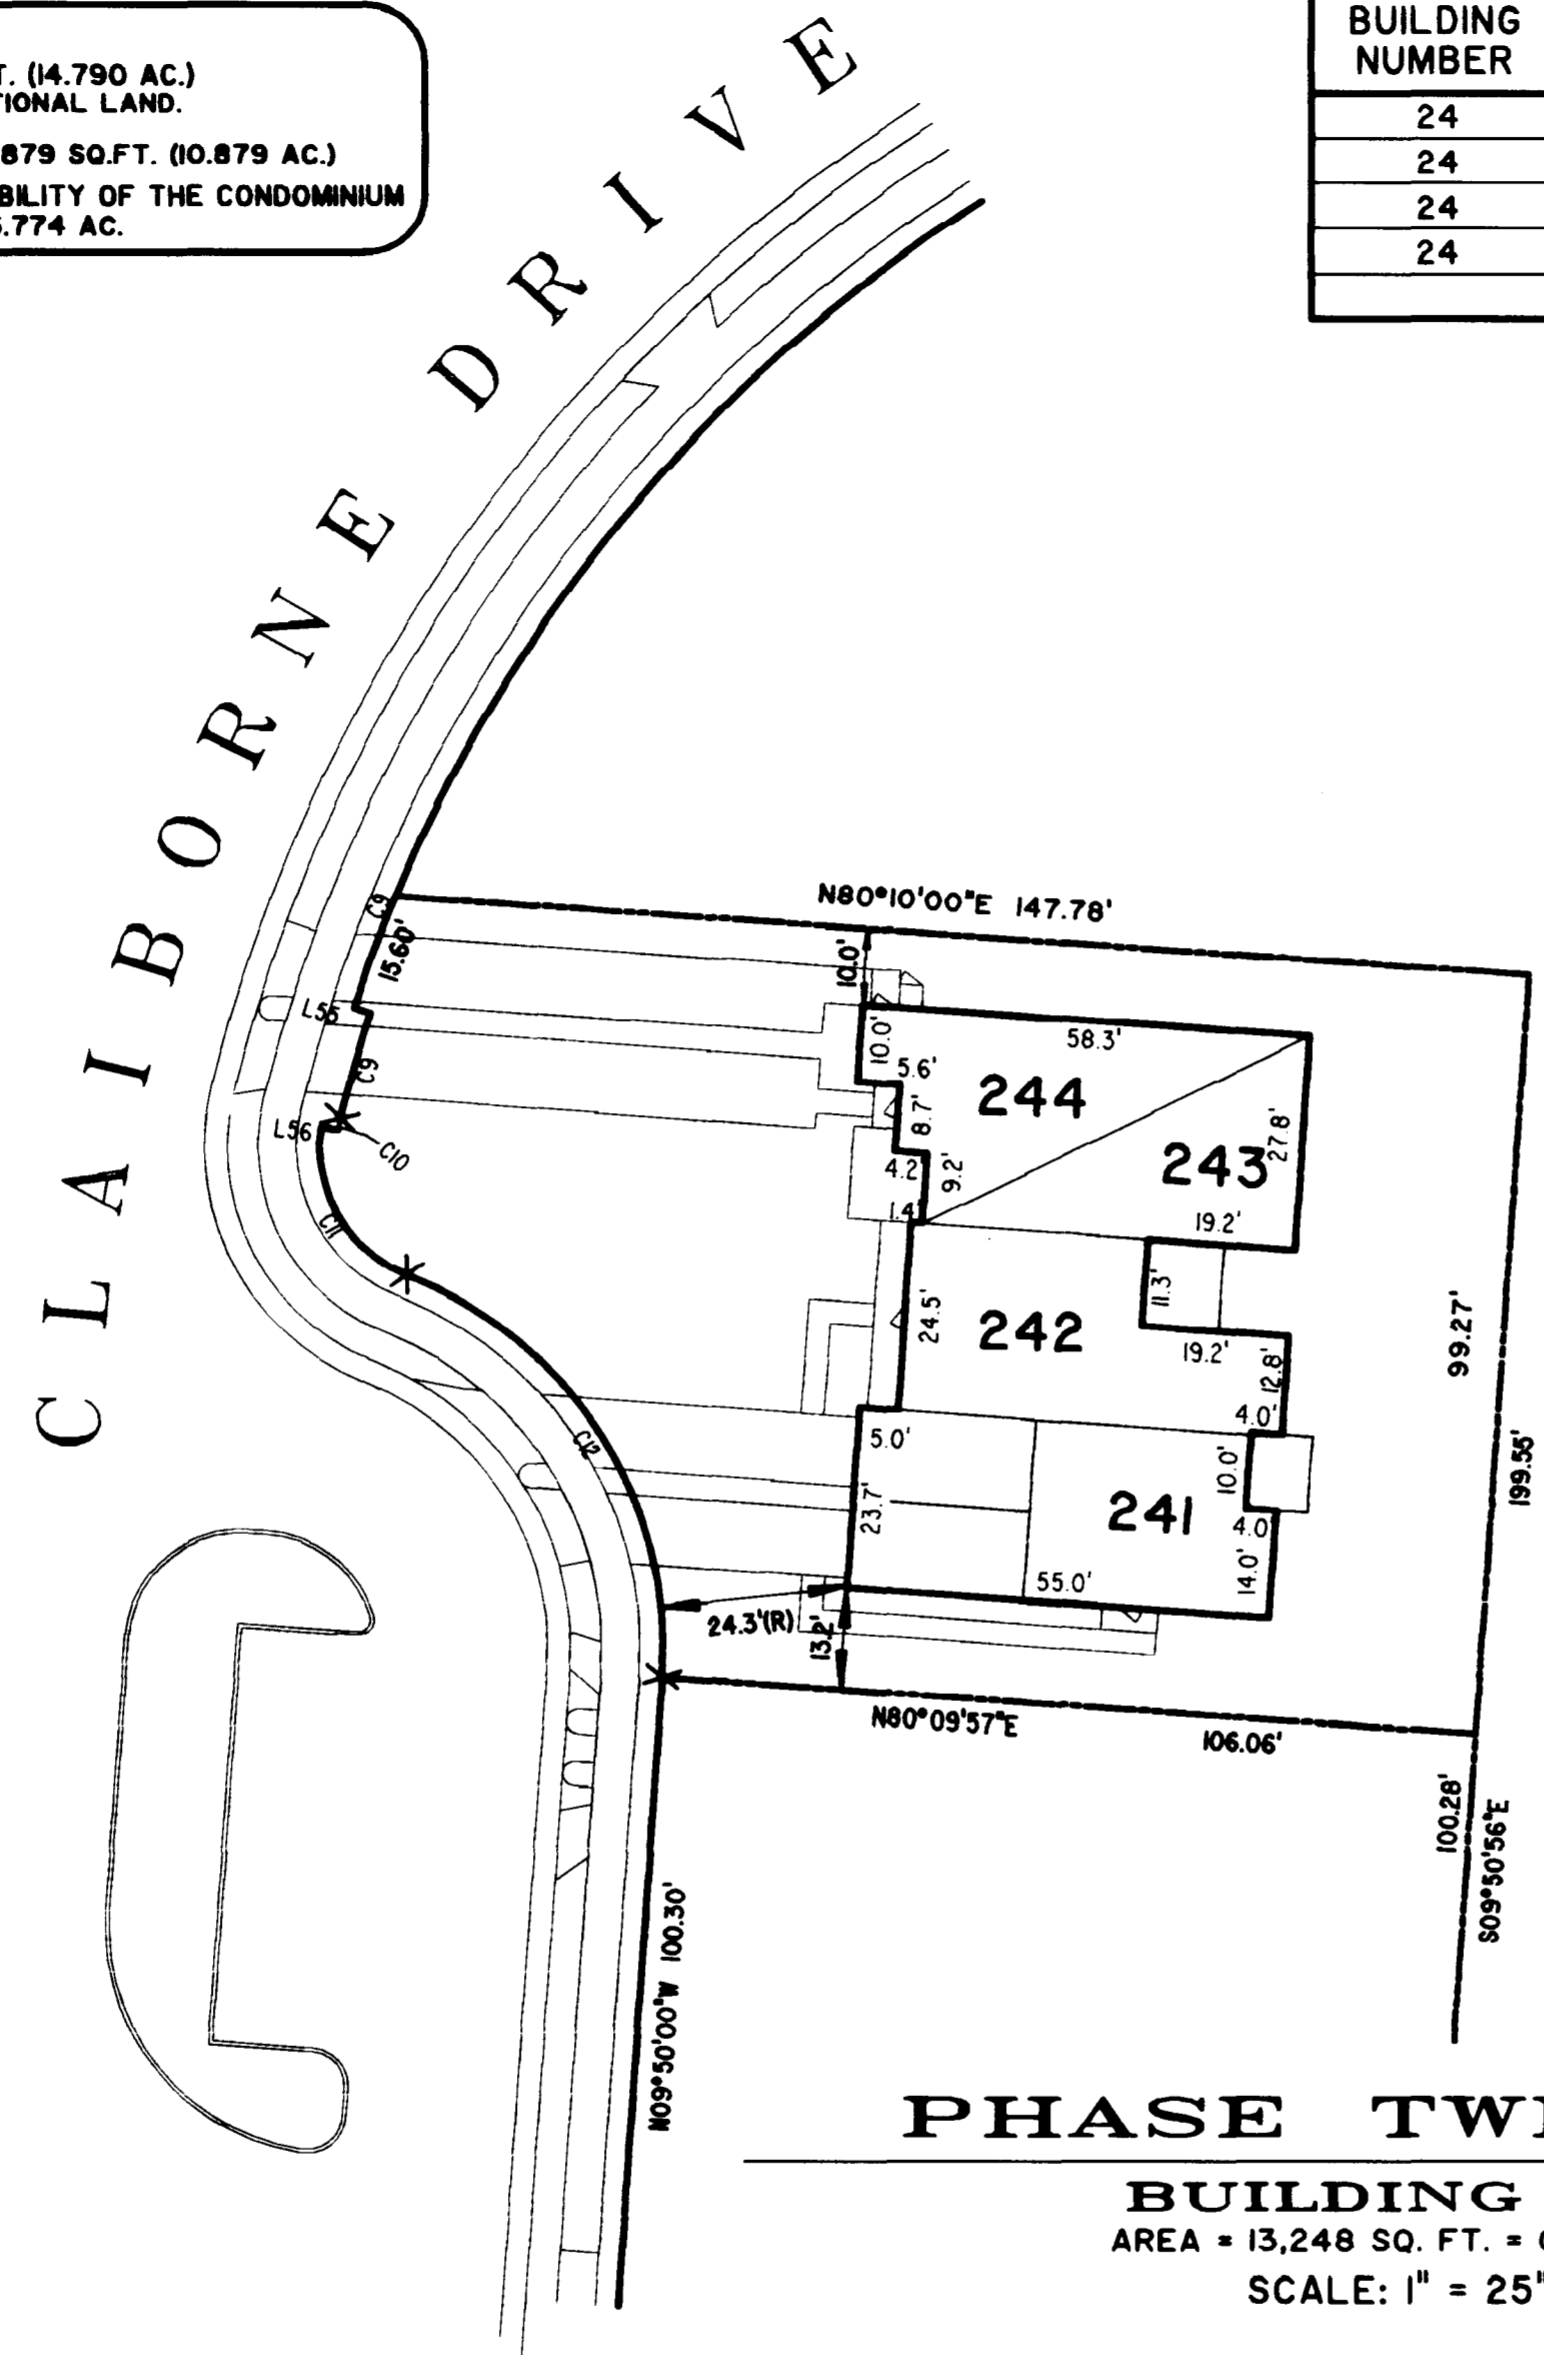 T. (14.790 AC.)
TIONAL LAND.
879 SQ.FT. (10.879 AC.)
BILITY OF THE CONDOMINIUM
.774 AC.
BUILDING
NUMBER
24
24
24
24
CLAIBORNE DRIVE
N80°10'00"E 147.78'
C9
15.60'
L55
C9
L56
C10
C11
C12
10.0'
10.0'
58.3'
5.6'
244
8.7'
243
27.8'
4.2'
9.2'
1.4'
19.2'
11.3'
24.5'
242
19.2'
12.8'
99.27'
4.0'
5.0'
10.0'
199.55'
23.7'
241
4.0
14.0'
55.0'
24.3'(R)
13.2'
N80°09'57"E
106.06'
100.28'
S09°50'56"E
N09°50'00"W 100.30'
PHASE TW
BUILDING
AREA = 13,248 SQ. FT. =
SCALE: 1" = 25'